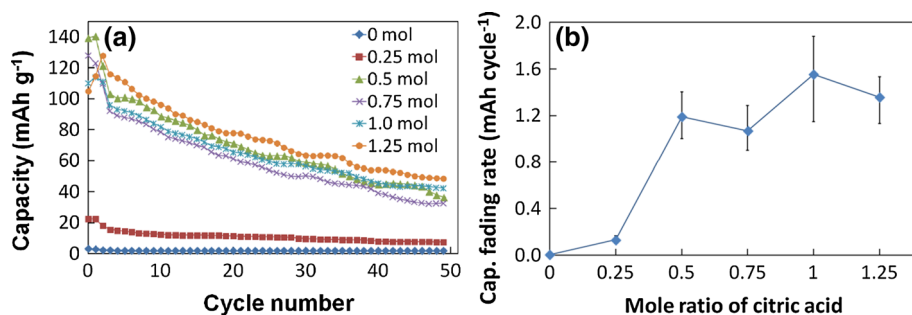 (a)
Capacity (mAh g⁻¹)
140
120
100
80
60
40
20
0
0 10 20 30 40 50
Cycle number
0 mol
0.25 mol
0.5 mol
0.75 mol
1.0 mol
1.25 mol
(b)
Cap. fading rate (mAh cycle⁻¹)
2.0
1.6
1.2
0.8
0.4
0.0
0 0.25 0.5 0.75 1 1.25
Mole ratio of citric acid